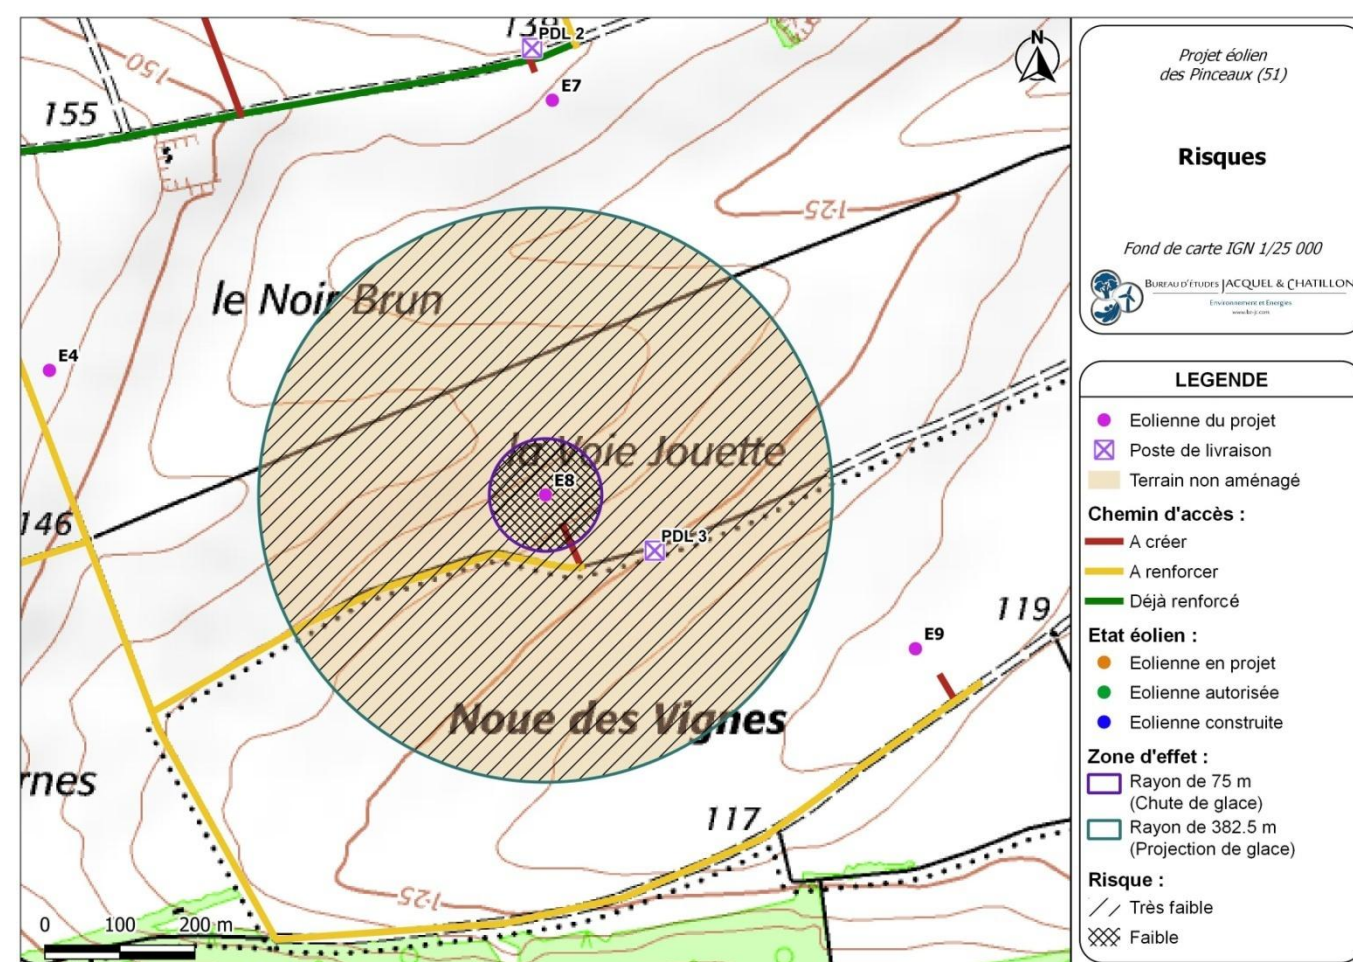 139
PDL 2
N
150
E7
155
125
le Noir Brun
E4
la Voie Jouette
E8
146
PDL 3
119
E9
Noue des Vignes
rnes
117
125
0 100 200 m
Projet éolien
des Pinceaux (51)
Risques
Fond de carte IGN 1/25 000
BUREAU D'ÉTUDES JACQUEL & CHATILLON
Environnement et Energies
LEGENDE
Eolienne du projet
Poste de livraison
Terrain non aménagé
Chemin d'accès :
A créer
A renforcer
Déjà renforcé
Etat éolien :
Eolienne en projet
Eolienne autorisée
Eolienne construite
Zone d'effet :
Rayon de 75 m
(Chute de glace)
Rayon de 382.5 m
(Projection de glace)
Risque :
Très faible
Faible